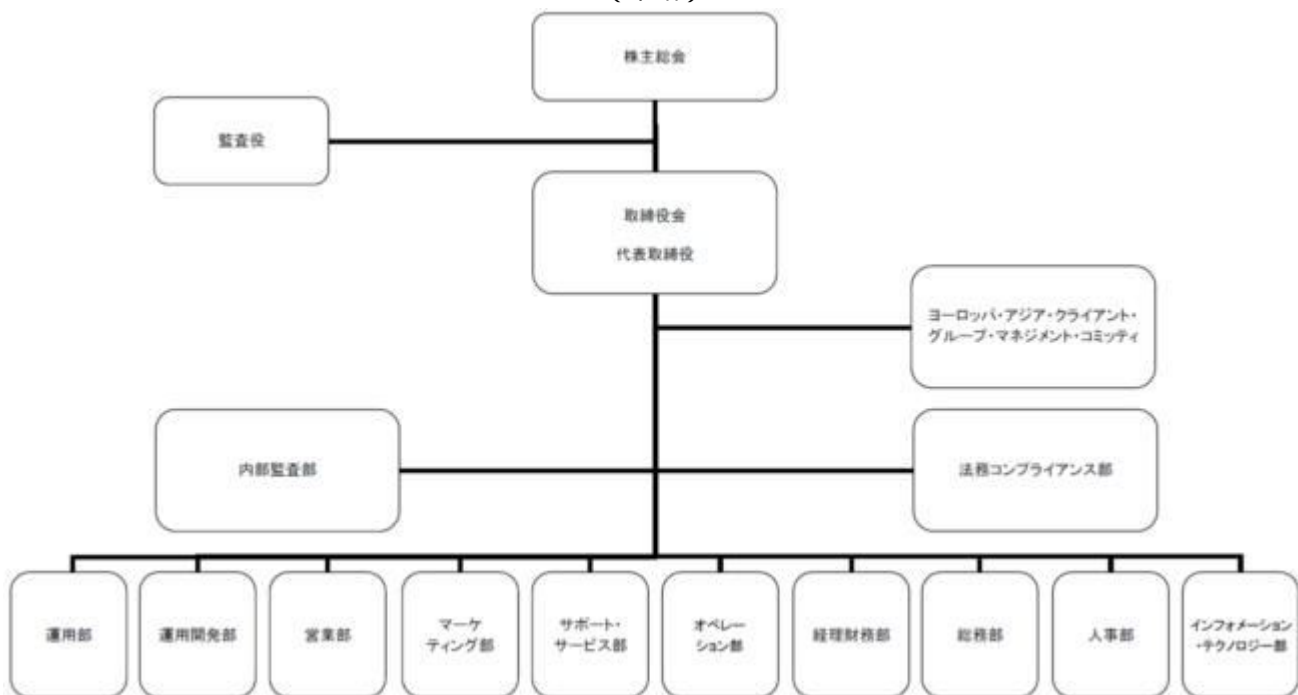 株主総会
監査役
取締役会
代表取締役
ヨーロッパ・アジア・クライアント・
グループ・マネジメント・コミッティ
内部監査部
法務コンプライアンス部
運用部
運用開発部
営業部
マーケ
ティング部
サポート・
サービス部
オペレー
ション部
経理財務部
総務部
人事部
インフォメーション
・テクノロジー部